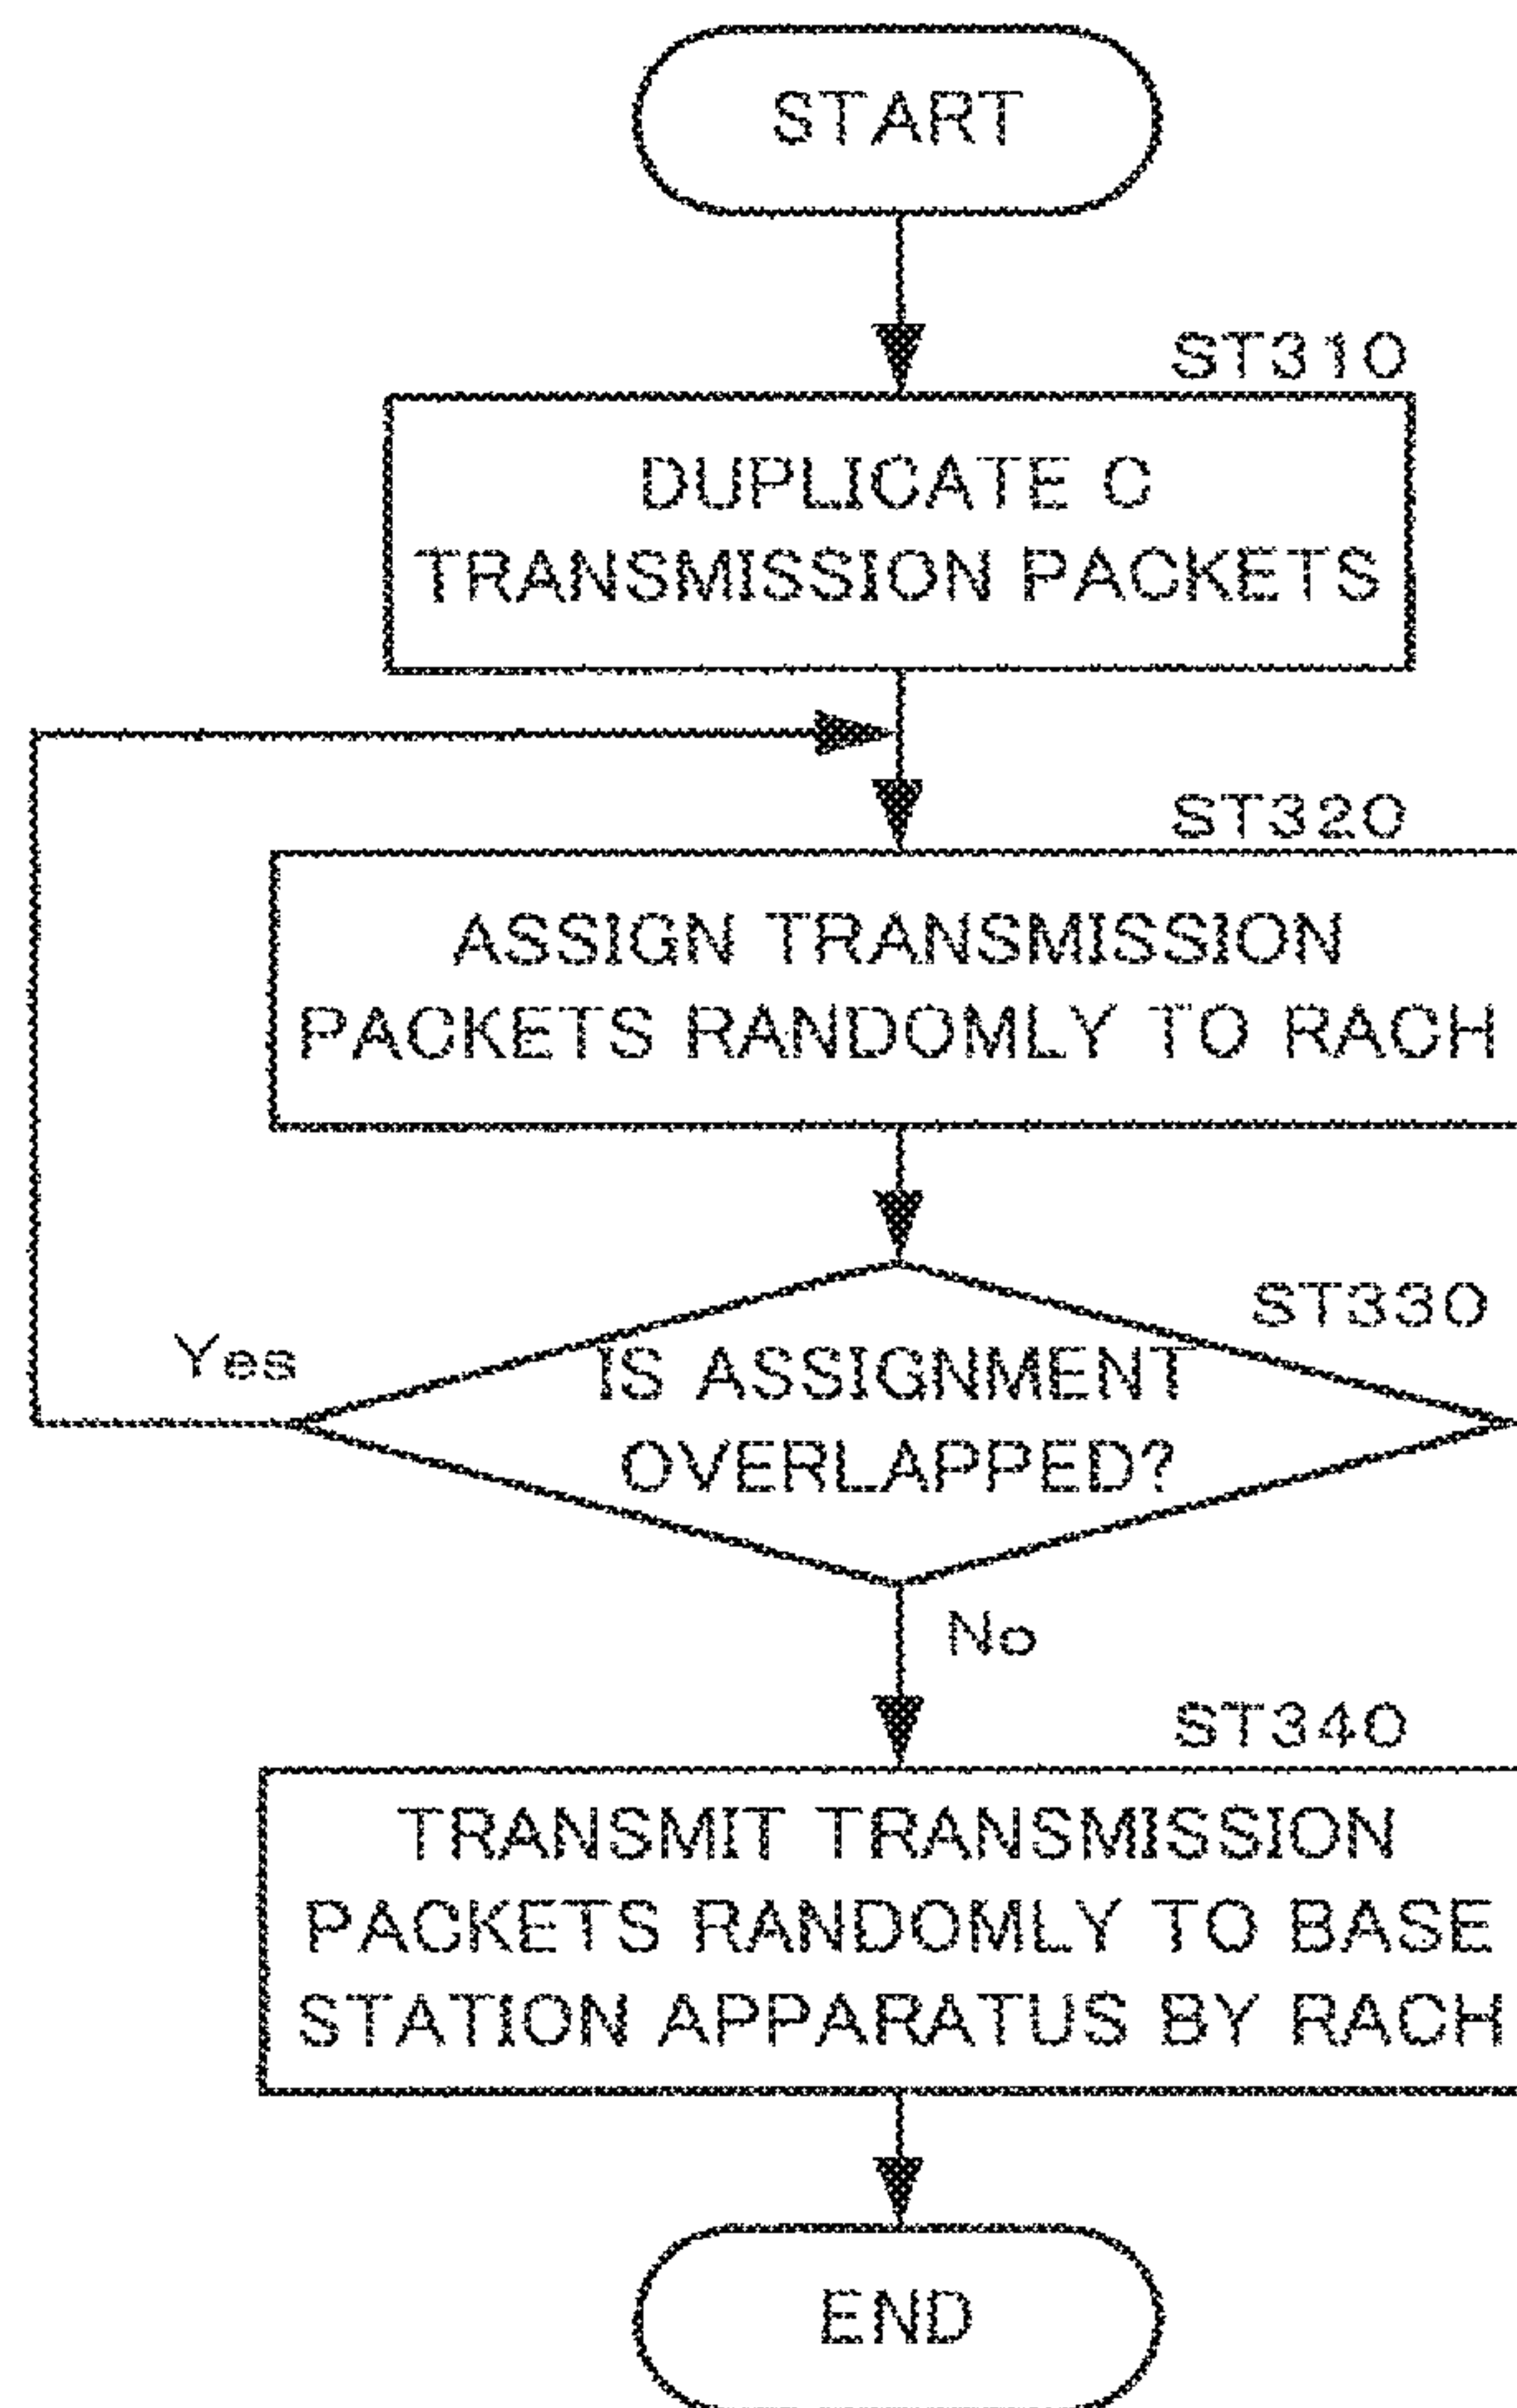 START
ST310
DUPLICATE C
TRANSMISSION PACKETS
ST320
ASSIGN TRANSMISSION
PACKETS RANDOMLY TO RACH
ST330
Yes
IS ASSIGNMENT
OVERLAPPED?
No
ST340
TRANSMIT TRANSMISSION
PACKETS RANDOMLY TO BASE
STATION APPARATUS BY RACH
END